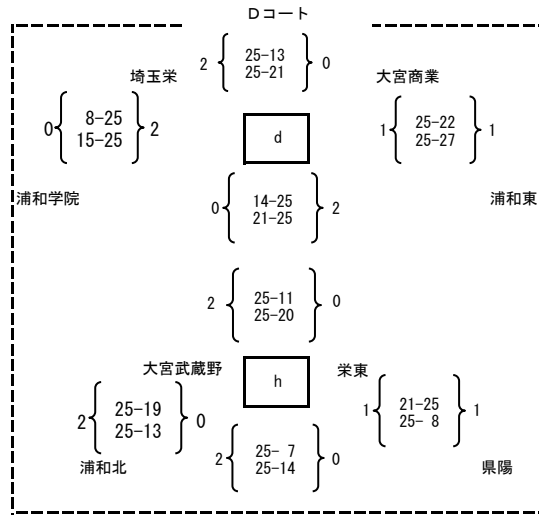 Dコート
2 25-13 0
25-21
埼玉栄 大宮商業
0 8-25 2
15-25
d
1 25-22 1
25-27
浦和学院 浦和東
0 14-25 2
21-25
2 25-11 0
25-20
大宮武蔵野 栄東
h
2 25-19 0
25-13
1 21-25 1
25- 8
2 25- 7 0
25-14
浦和北 県陽